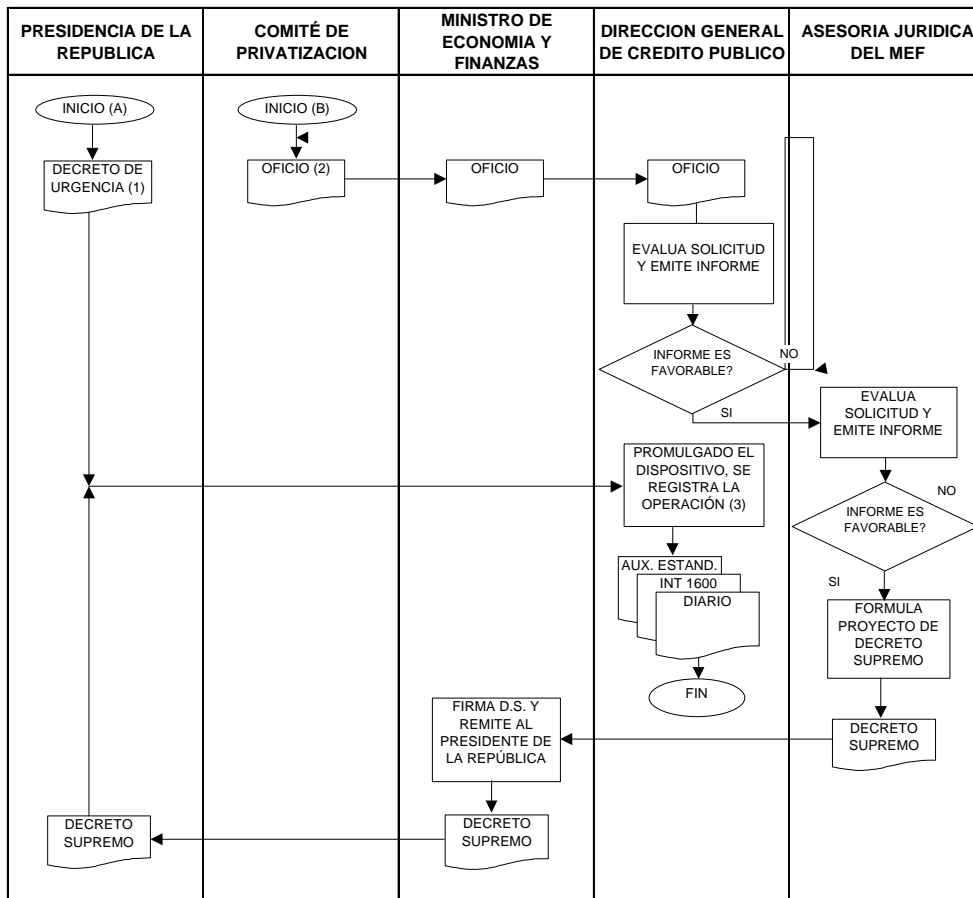 PRESIDENCIA DE LA
REPUBLICA
COMITÉ DE
PRIVATIZACION
MINISTRO DE
ECONOMIA Y
FINANZAS
DIRECCION GENERAL
DE CREDITO PUBLICO
ASESORIA JURIDICA
DEL MEF
INICIO (A)
INICIO (B)
DECRETO DE
URGENCIA (1)
OFICIO (2)
OFICIO
OFICIO
EVALUA SOLICITUD
Y EMITE INFORME
INFORME ES
FAVORABLE?
NO
SI
EVALUA
SOLICITUD Y
EMITE INFORME
PROMULGADO EL
DISPOSITIVO, SE
REGISTRA LA
OPERACIÓN (3)
INFORME ES
FAVORABLE?
NO
SI
AUX. ESTAND.
INT 1600
DIARIO
FIN
FORMULA
PROYECTO DE
DECRETO
SUPREMO
DECRETO
SUPREMO
FIRMA D.S. Y
REMITE AL
PRESIDENTE DE
LA REPÚBLICA
DECRETO
SUPREMO
DECRETO
SUPREMO